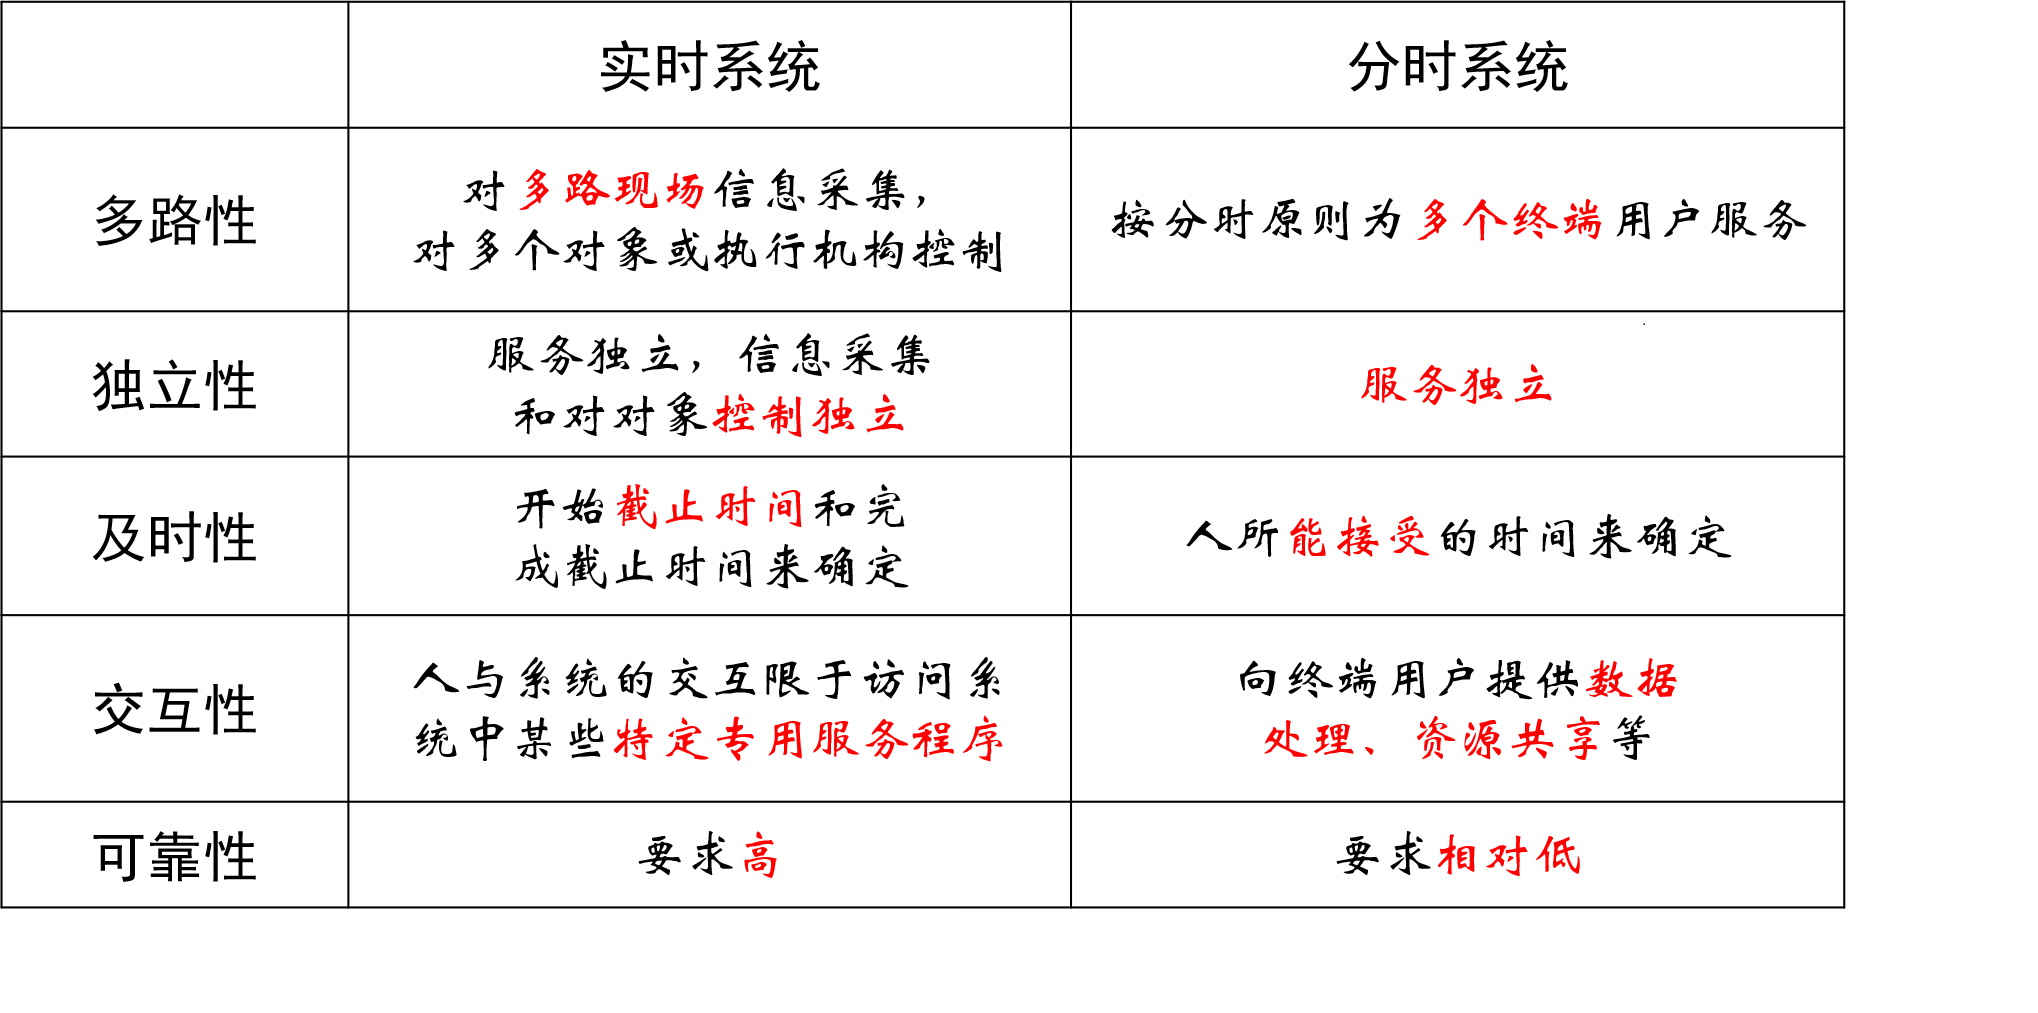 实时系统
分时系统
多路性
对多路现场信息采集，
对多个对象或执行机构控制
按分时原则为多个终端用户服务
独立性
服务独立，信息采集
和对对象控制独立
服务独立
及时性
开始截止时间和完
成截止时间来确定
人所能接受的时间来确定
交互性
人与系统的交互限于访问系
统中某些特定专用服务程序
向终端用户提供数据
处理、资源共享等
可靠性
要求高
要求相对低